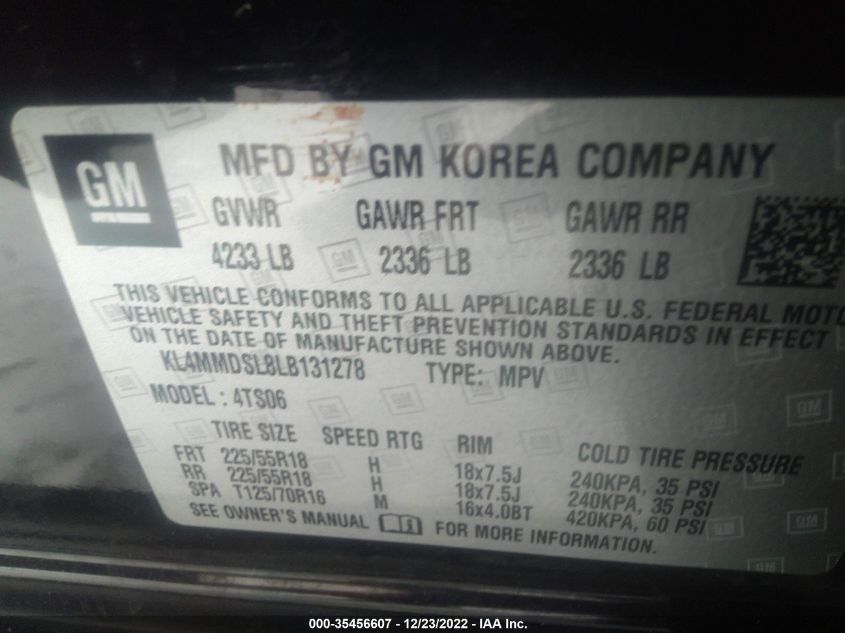 GM
MFD BY GM KOREA COMPANY
GVWR GAWR FRT GAWR RR
4233 LB 2336 LB 2336 LB
THIS VEHICLE CONFORMS TO ALL APPLICABLE U.S. FEDERAL MOTO
VEHICLE SAFETY AND THEFT PREVENTION STANDARDS IN EFFECT
ON THE DATE OF MANUFACTURE SHOWN ABOVE.
KL4MMDSL8LB131278 TYPE: MPV
MODEL : 4TS06
TIRE SIZE SPEED RTG RIM COLD TIRE PRESSURE
FRT 225/55R18 H 18x7.5J 240KPA, 35 PSI
RR 225/55R18 H 18x7.5J 240KPA, 35 PSI
SPA T125/70R16 M 16x4.0BT 420KPA, 60 PSI
SEE OWNER'S MANUAL FOR MORE INFORMATION.
000-35456607 - 12/23/2022 - IAA Inc.